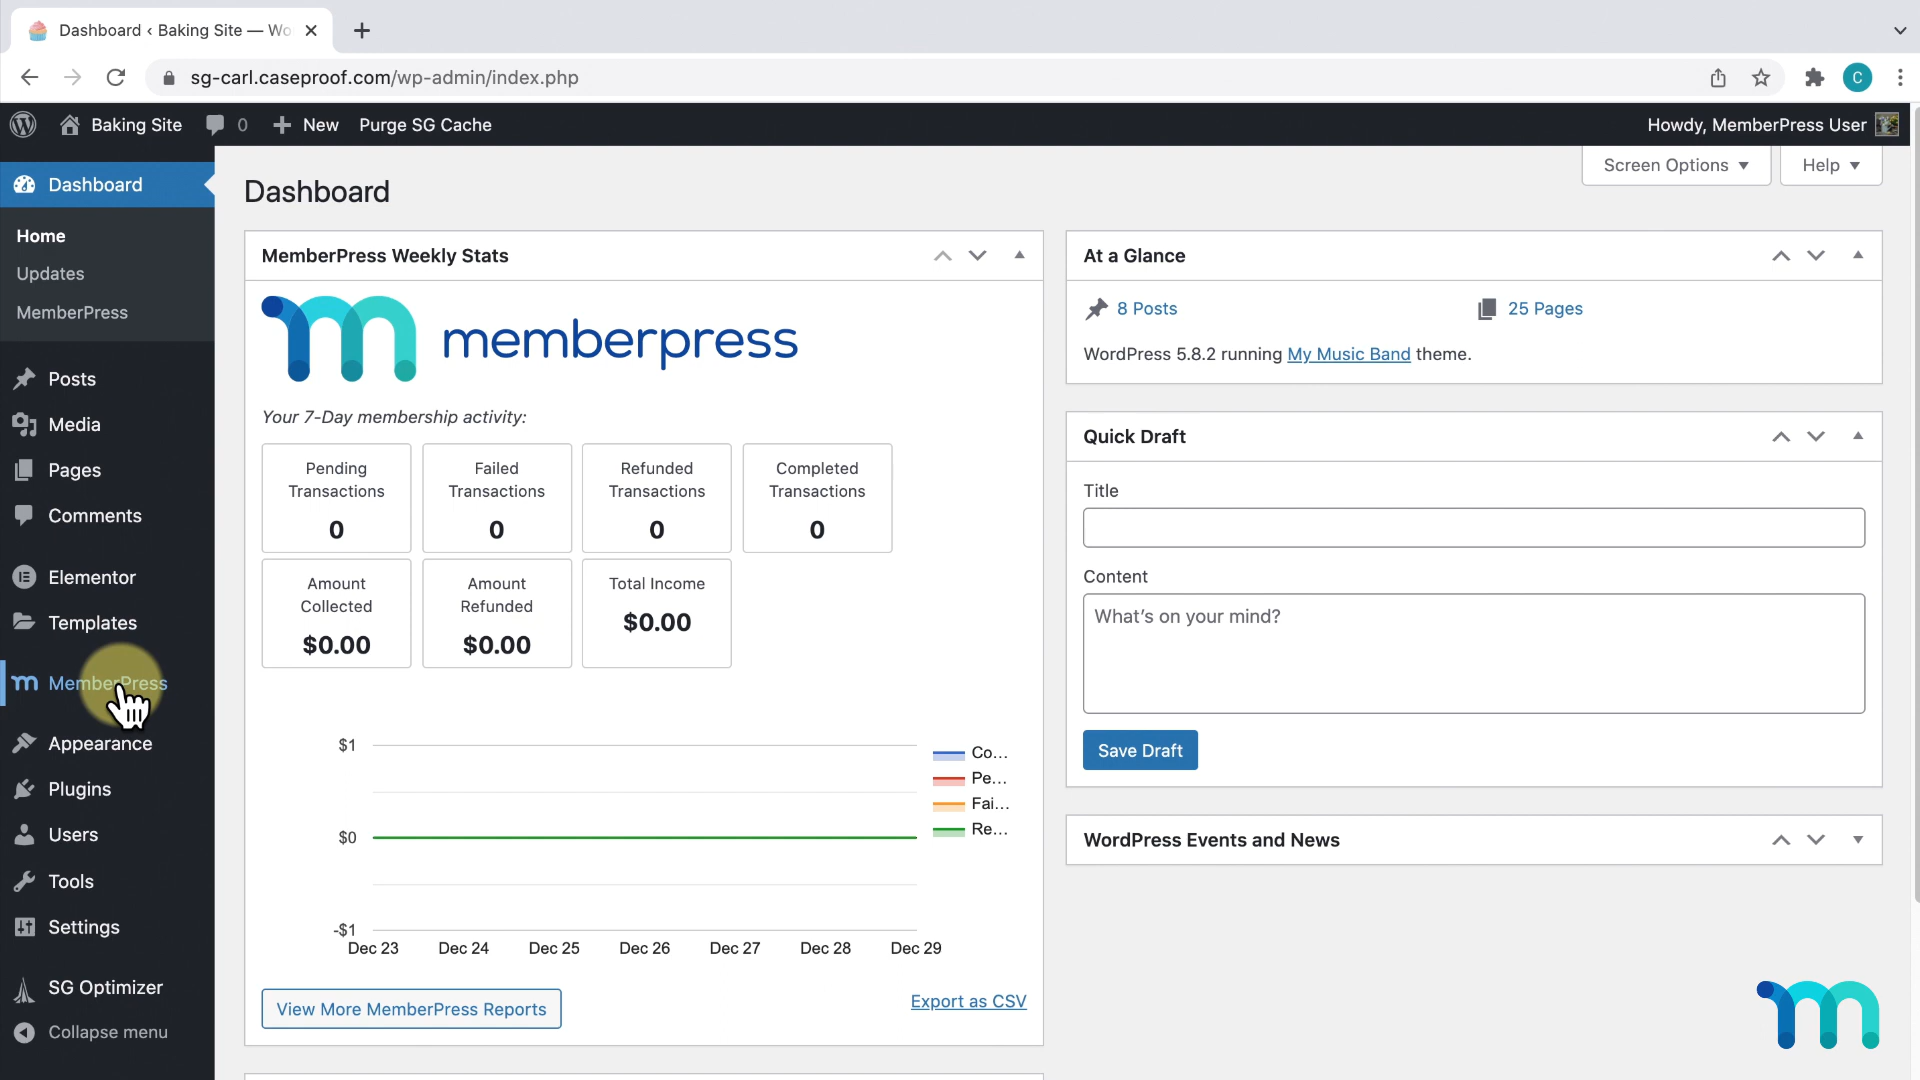 Dashboard ‹ Baking Site — Wo
sg-carl.caseproof.com/wp-admin/index.php
C
Baking Site
0
New
Purge SG Cache
Howdy, MemberPress User
Dashboard
Home
Updates
MemberPress
Posts
Media
Pages
Comments
Elementor
Templates
MemberPress
Appearance
Plugins
Users
Tools
Settings
SG Optimizer
Collapse menu
Screen Options
Help
Dashboard
MemberPress Weekly Stats
memberpress
Your 7-Day membership activity:
Pending
Transactions
0
Failed
Transactions
0
Refunded
Transactions
0
Completed
Transactions
0
Amount
Collected
$0.00
Amount
Refunded
$0.00
Total Income
$0.00
$1
$0
-$1
Dec 23
Dec 24
Dec 25
Dec 26
Dec 27
Dec 28
Dec 29
Co...
Pe...
Fai...
Re...
View More MemberPress Reports
Export as CSV
At a Glance
8 Posts
25 Pages
WordPress 5.8.2 running My Music Band theme.
Quick Draft
Title
Content
What's on your mind?
Save Draft
WordPress Events and News